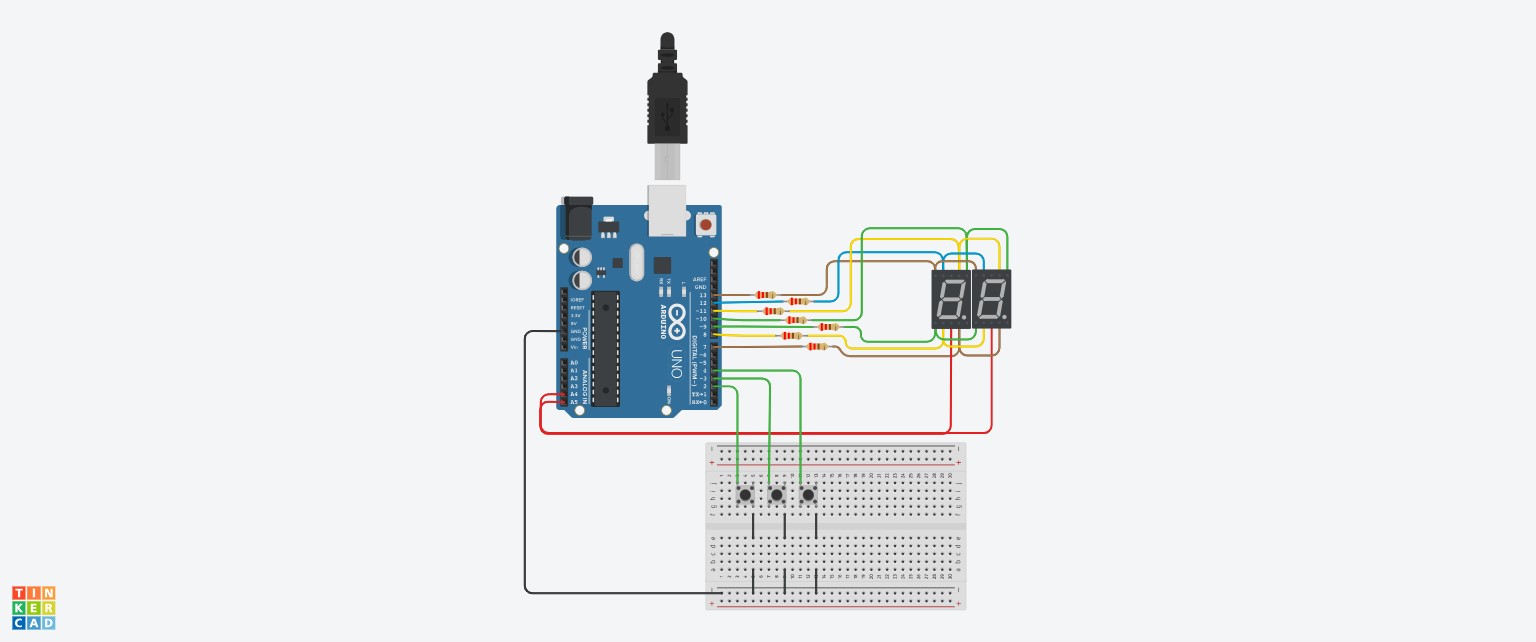 AREF
GND
13
12
~11
~10
~9
8
7
~6
~5
4
~3
2
TX→1
RX←0
IOREF
RESET
3.3V
5V
GND
GND
Vin
A0
A1
A2
A3
A4
A5
POWER
ANALOG IN
RX
TX
L
ARDUINO
UNO
DIGITAL (PWM~)
ON
TIN
KER
CAD